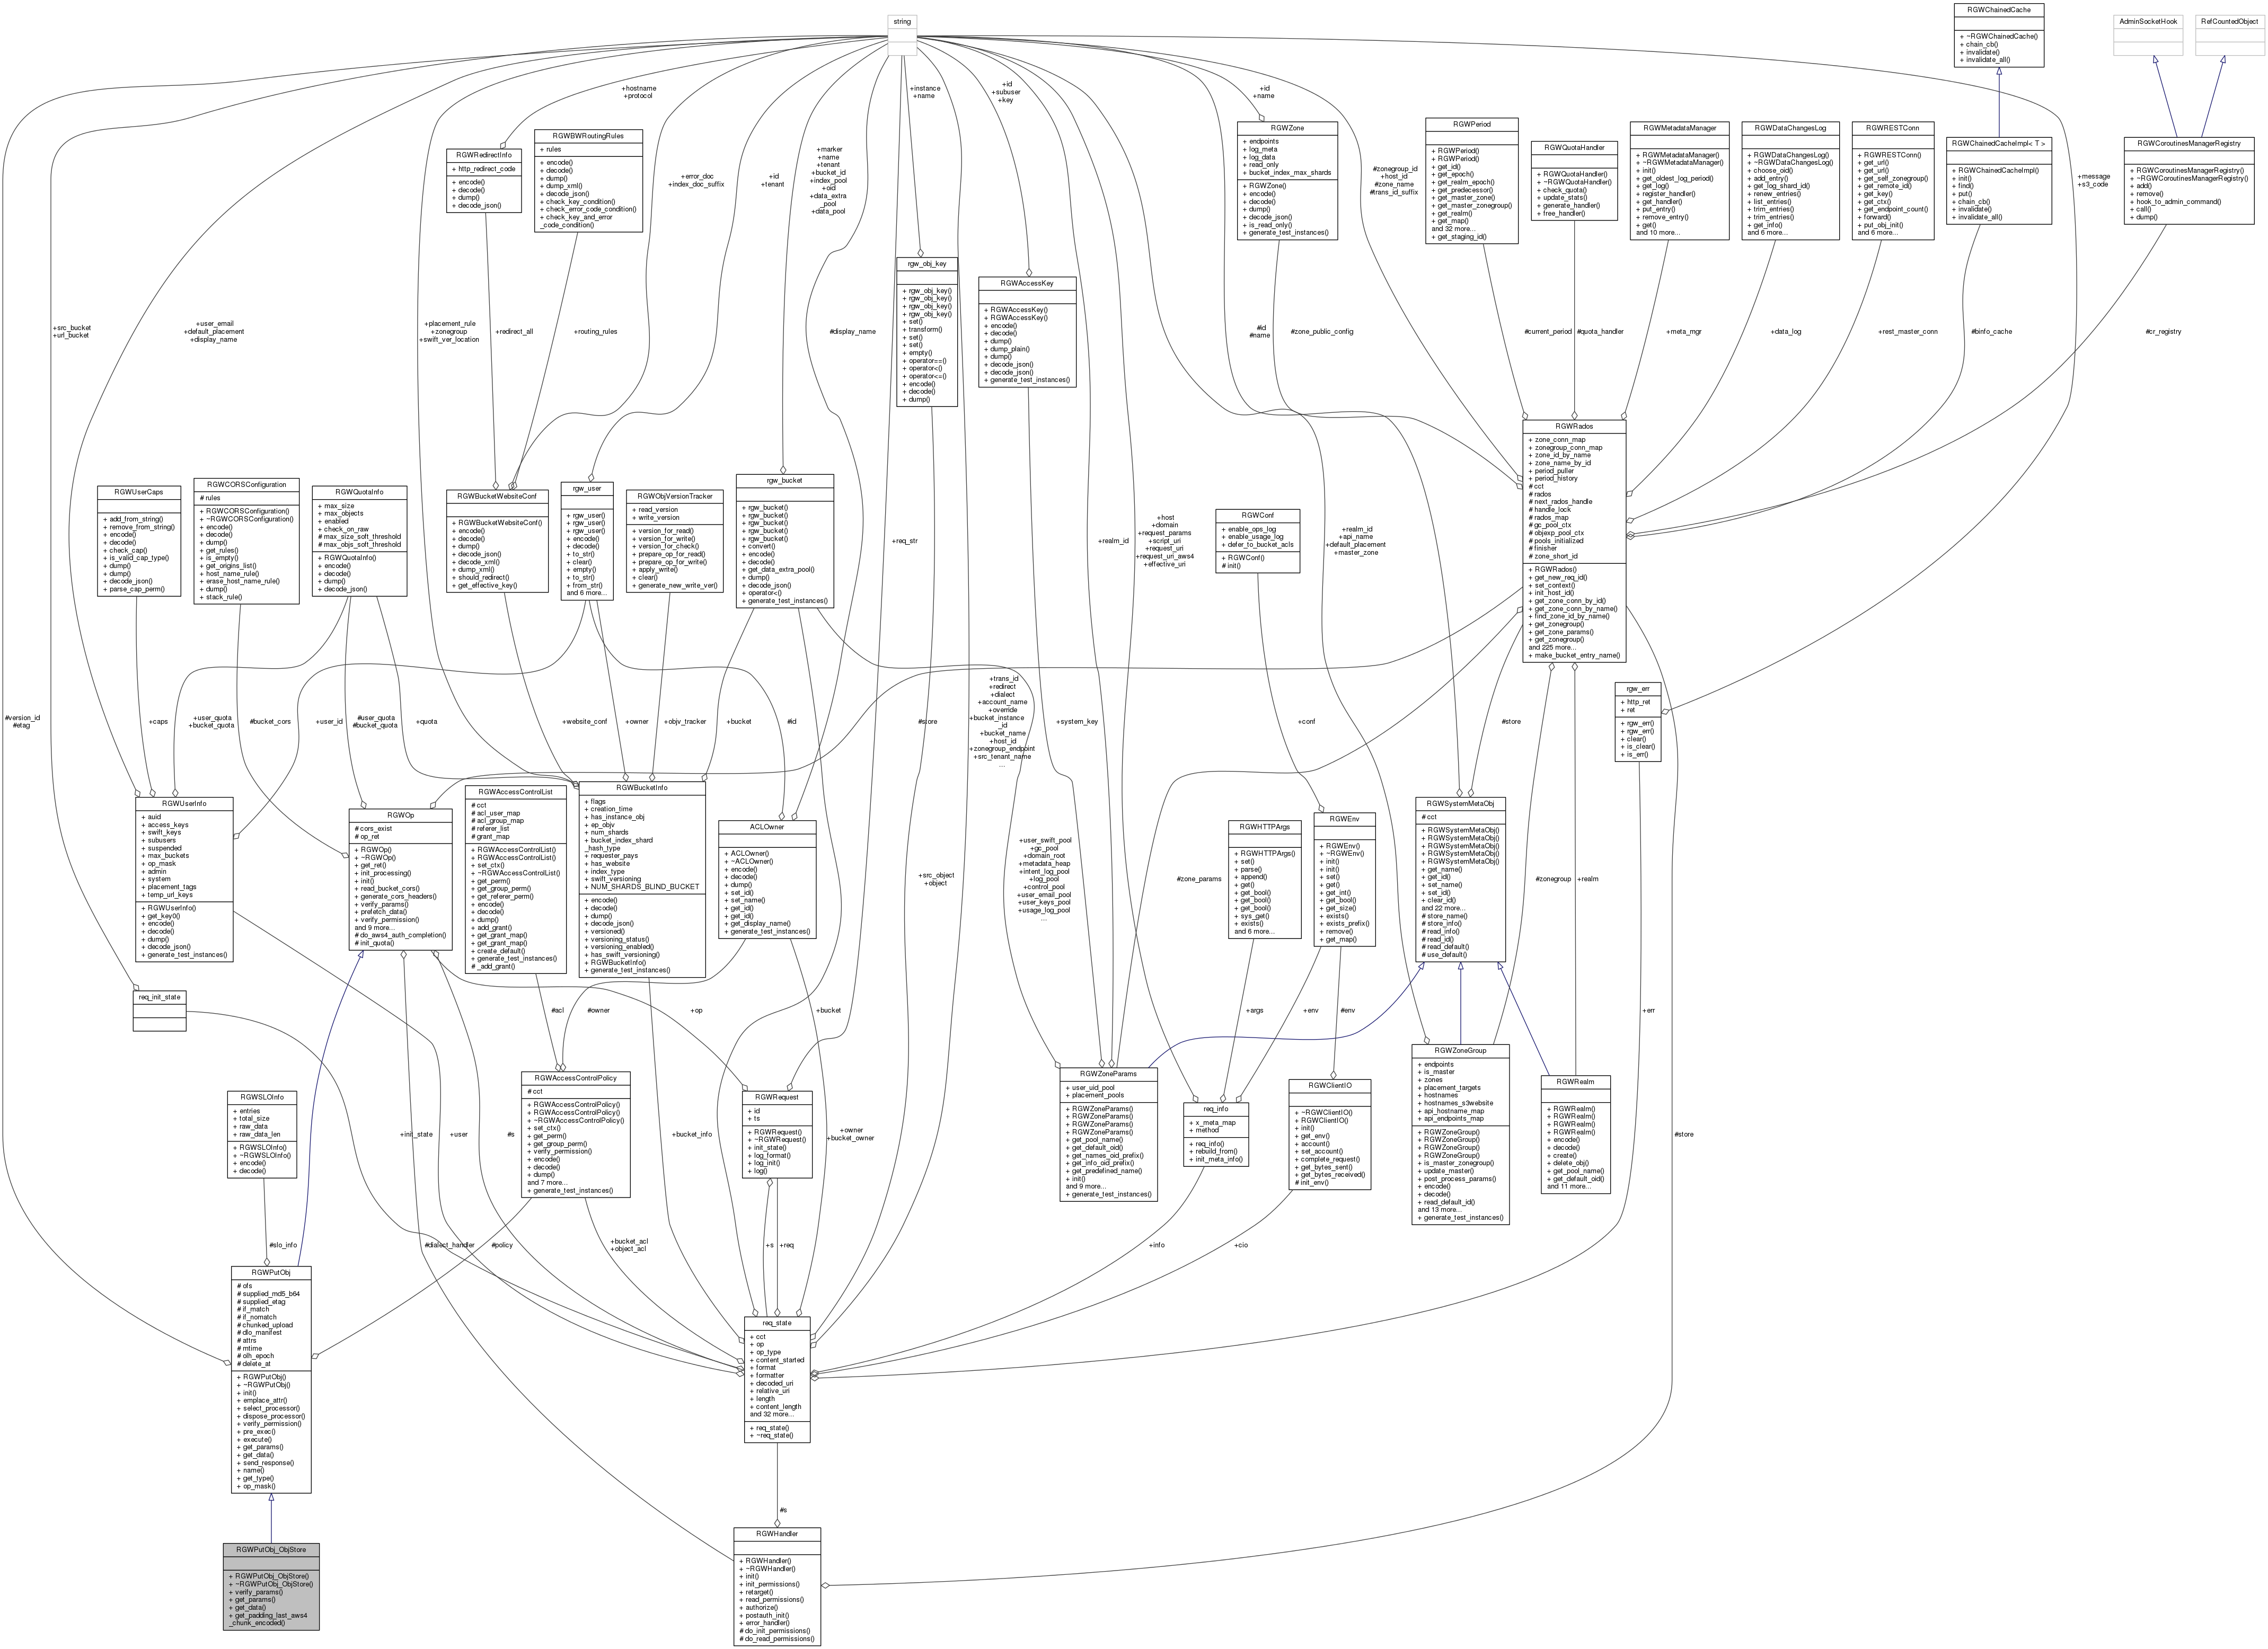 string
RGWChainedCache
+ ~RGWChainedCache()
+ chain_cb()
+ invalidate()
+ invalidate_all()
AdminSocketHook
RefCountedObject
+hostname
+protocol
+instance
+name
+id
+subuser
+key
+id
+name
+message
+s3_code
RGWRedirectInfo
+ http_redirect_code
+ encode()
+ decode()
+ dump()
+ decode_json()
RGWBWRoutingRules
+ rules
+ encode()
+ decode()
+ dump()
+ dump_xml()
+ decode_json()
+ check_key_condition()
+ check_error_code_condition()
+ check_key_and_error
_code_condition()
+error_doc
+index_doc_suffix
+id
+tenant
+marker
+name
+tenant
+bucket_id
+index_pool
+oid
+data_extra
_pool
+data_pool
RGWZone
+ endpoints
+ log_meta
+ log_data
+ read_only
+ bucket_index_max_shards
+ RGWZone()
+ encode()
+ decode()
+ dump()
+ decode_json()
+ is_read_only()
+ generate_test_instances()
#zonegroup_id
+host_id
#zone_name
#trans_id_suffix
RGWPeriod
+ RGWPeriod()
+ RGWPeriod()
+ get_id()
+ get_epoch()
+ get_realm_epoch()
+ get_predecessor()
+ get_master_zone()
+ get_master_zonegroup()
+ get_realm()
+ get_map()
and 32 more...
+ get_staging_id()
RGWQuotaHandler
+ RGWQuotaHandler()
+ ~RGWQuotaHandler()
+ check_quota()
+ update_stats()
+ generate_handler()
+ free_handler()
RGWMetadataManager
+ RGWMetadataManager()
+ ~RGWMetadataManager()
+ init()
+ get_oldest_log_period()
+ get_log()
+ register_handler()
+ get_handler()
+ put_entry()
+ remove_entry()
+ get()
and 10 more...
RGWDataChangesLog
+ RGWDataChangesLog()
+ ~RGWDataChangesLog()
+ choose_oid()
+ add_entry()
+ get_log_shard_id()
+ list_entries()
+ renew_entries()
+ trim_entries()
+ trim_entries()
+ get_info()
and 6 more...
RGWRESTConn
+ RGWRESTConn()
+ get_url()
+ get_url()
+ get_self_zonegroup()
+ get_remote_id()
+ get_key()
+ get_ctx()
+ get_endpoint_count()
+ forward()
+ put_obj_init()
and 6 more...
RGWChainedCacheImpl< T >
+ RGWChainedCacheImpl()
+ init()
+ find()
+ put()
+ chain_cb()
+ invalidate()
+ invalidate_all()
RGWCoroutinesManagerRegistry
+ RGWCoroutinesManagerRegistry()
+ ~RGWCoroutinesManagerRegistry()
+ add()
+ remove()
+ hook_to_admin_command()
+ call()
+ dump()
rgw_obj_key
+ rgw_obj_key()
+ rgw_obj_key()
+ rgw_obj_key()
+ rgw_obj_key()
+ set()
+ transform()
+ set()
+ set()
+ empty()
+ operator==()
+ operator<()
+ operator<=()
+ encode()
+ decode()
+ dump()
RGWAccessKey
+ RGWAccessKey()
+ RGWAccessKey()
+ encode()
+ decode()
+ dump()
+ dump_plain()
+ dump()
+ decode_json()
+ decode_json()
+ generate_test_instances()
+src_bucket
+url_bucket
+user_email
+default_placement
+display_name
+placement_rule
+zonegroup
+swift_ver_location
+redirect_all
+routing_rules
#display_name
#id
#name
#zone_public_config
#current_period
#quota_handler
+meta_mgr
+data_log
+rest_master_conn
#binfo_cache
#cr_registry
RGWUserCaps
+ add_from_string()
+ remove_from_string()
+ encode()
+ decode()
+ check_cap()
+ is_valid_cap_type()
+ dump()
+ dump()
+ decode_json()
+ parse_cap_perm()
RGWCORSConfiguration
# rules
+ RGWCORSConfiguration()
+ ~RGWCORSConfiguration()
+ encode()
+ decode()
+ dump()
+ get_rules()
+ is_empty()
+ get_origins_list()
+ host_name_rule()
+ erase_host_name_rule()
+ dump()
+ stack_rule()
RGWQuotaInfo
+ max_size
+ max_objects
+ enabled
+ check_on_raw
# max_size_soft_threshold
# max_objs_soft_threshold
+ RGWQuotaInfo()
+ encode()
+ decode()
+ dump()
+ decode_json()
RGWBucketWebsiteConf
+ RGWBucketWebsiteConf()
+ encode()
+ decode()
+ dump()
+ decode_json()
+ decode_xml()
+ dump_xml()
+ should_redirect()
+ get_effective_key()
rgw_user
+ rgw_user()
+ rgw_user()
+ rgw_user()
+ encode()
+ decode()
+ to_str()
+ clear()
+ empty()
+ to_str()
+ from_str()
and 6 more...
RGWObjVersionTracker
+ read_version
+ write_version
+ version_for_read()
+ version_for_write()
+ version_for_check()
+ prepare_op_for_read()
+ prepare_op_for_write()
+ apply_write()
+ clear()
+ generate_new_write_ver()
rgw_bucket
+ rgw_bucket()
+ rgw_bucket()
+ rgw_bucket()
+ rgw_bucket()
+ rgw_bucket()
+ convert()
+ encode()
+ decode()
+ get_data_extra_pool()
+ dump()
+ decode_json()
+ operator<()
+ generate_test_instances()
+req_str
+realm_id
+host
+domain
+request_params
+script_uri
+request_uri
+request_uri_aws4
+effective_uri
RGWConf
+ enable_ops_log
+ enable_usage_log
+ defer_to_bucket_acls
+ RGWConf()
# init()
+realm_id
+api_name
+default_placement
+master_zone
RGWRados
+ zone_conn_map
+ zonegroup_conn_map
+ zone_id_by_name
+ zone_name_by_id
+ period_puller
+ period_history
# cct
# rados
# next_rados_handle
# handle_lock
# rados_map
# gc_pool_ctx
# objexp_pool_ctx
# pools_initialized
# finisher
# zone_short_id
+ RGWRados()
+ get_new_req_id()
+ set_context()
+ init_host_id()
+ get_zone_conn_by_id()
+ get_zone_conn_by_name()
+ find_zone_id_by_name()
+ get_zonegroup()
+ get_zone_params()
+ get_zonegroup()
and 225 more...
+ make_bucket_entry_name()
rgw_err
+ http_ret
+ ret
+ rgw_err()
+ rgw_err()
+ clear()
+ is_clear()
+ is_err()
#version_id
#etag
+caps
+user_quota
+bucket_quota
#bucket_cors
+user_id
#user_quota
#bucket_quota
+quota
+website_conf
+owner
+objv_tracker
+bucket
#id
#store
+trans_id
+redirect
+dialect
+account_name
+override
+bucket_instance
_id
+bucket_name
+host_id
+zonegroup_endpoint
+src_tenant_name
...
+system_key
+conf
#store
RGWUserInfo
+ auid
+ access_keys
+ swift_keys
+ subusers
+ suspended
+ max_buckets
+ op_mask
+ admin
+ system
+ placement_tags
+ temp_url_keys
+ RGWUserInfo()
+ get_key0()
+ encode()
+ decode()
+ dump()
+ decode_json()
+ generate_test_instances()
RGWOp
# cors_exist
# op_ret
+ RGWOp()
+ ~RGWOp()
+ get_ret()
+ init_processing()
+ init()
+ read_bucket_cors()
+ generate_cors_headers()
+ verify_params()
+ prefetch_data()
+ verify_permission()
and 9 more...
# do_aws4_auth_completion()
# init_quota()
RGWAccessControlList
# cct
# acl_user_map
# acl_group_map
# referer_list
# grant_map
+ RGWAccessControlList()
+ RGWAccessControlList()
+ set_ctx()
+ ~RGWAccessControlList()
+ get_perm()
+ get_group_perm()
+ get_referer_perm()
+ encode()
+ decode()
+ dump()
+ add_grant()
+ get_grant_map()
+ get_grant_map()
+ create_default()
+ generate_test_instances()
# _add_grant()
RGWBucketInfo
+ flags
+ creation_time
+ has_instance_obj
+ ep_objv
+ num_shards
+ bucket_index_shard
_hash_type
+ requester_pays
+ has_website
+ index_type
+ swift_versioning
+ NUM_SHARDS_BLIND_BUCKET
+ encode()
+ decode()
+ dump()
+ decode_json()
+ versioned()
+ versioning_status()
+ versioning_enabled()
+ has_swift_versioning()
+ RGWBucketInfo()
+ generate_test_instances()
ACLOwner
+ ACLOwner()
+ ~ACLOwner()
+ encode()
+ decode()
+ dump()
+ set_id()
+ set_name()
+ get_id()
+ get_id()
+ get_display_name()
+ generate_test_instances()
+src_object
+object
+user_swift_pool
+gc_pool
+domain_root
+metadata_heap
+intent_log_pool
+log_pool
+control_pool
+user_email_pool
+user_keys_pool
+usage_log_pool
...
#zone_params
RGWHTTPArgs
+ RGWHTTPArgs()
+ set()
+ parse()
+ append()
+ get()
+ get_bool()
+ get_bool()
+ get_bool()
+ sys_get()
+ exists()
and 6 more...
RGWEnv
+ RGWEnv()
+ ~RGWEnv()
+ init()
+ init()
+ set()
+ get()
+ get_int()
+ get_bool()
+ get_size()
+ exists()
+ exists_prefix()
+ remove()
+ get_map()
RGWSystemMetaObj
# cct
+ RGWSystemMetaObj()
+ RGWSystemMetaObj()
+ RGWSystemMetaObj()
+ RGWSystemMetaObj()
+ RGWSystemMetaObj()
+ get_name()
+ get_id()
+ set_name()
+ set_id()
+ clear_id()
and 22 more...
# store_name()
# store_info()
# read_info()
# read_id()
# read_default()
# use_default()
#zonegroup
+realm
req_init_state
#acl
#owner
+op
+bucket
+args
+env
#env
+err
RGWSLOInfo
+ entries
+ total_size
+ raw_data
+ raw_data_len
+ RGWSLOInfo()
+ ~RGWSLOInfo()
+ encode()
+ decode()
+init_state
+user
#s
RGWAccessControlPolicy
# cct
+ RGWAccessControlPolicy()
+ RGWAccessControlPolicy()
+ ~RGWAccessControlPolicy()
+ set_ctx()
+ get_perm()
+ get_group_perm()
+ verify_permission()
+ encode()
+ decode()
+ dump()
and 7 more...
+ generate_test_instances()
+bucket_info
RGWRequest
+ id
+ ts
+ RGWRequest()
+ ~RGWRequest()
+ init_state()
+ log_format()
+ log_init()
+ log()
+owner
+bucket_owner
RGWZoneParams
+ user_uid_pool
+ placement_pools
+ RGWZoneParams()
+ RGWZoneParams()
+ RGWZoneParams()
+ RGWZoneParams()
+ get_pool_name()
+ get_default_oid()
+ get_names_oid_prefix()
+ get_info_oid_prefix()
+ get_predefined_name()
+ init()
and 9 more...
+ generate_test_instances()
req_info
+ x_meta_map
+ method
+ req_info()
+ rebuild_from()
+ init_meta_info()
RGWClientIO
+ ~RGWClientIO()
+ RGWClientIO()
+ init()
+ get_env()
+ account()
+ set_account()
+ complete_request()
+ get_bytes_sent()
+ get_bytes_received()
# init_env()
RGWZoneGroup
+ endpoints
+ is_master
+ zones
+ placement_targets
+ hostnames
+ hostnames_s3website
+ api_hostname_map
+ api_endpoints_map
+ RGWZoneGroup()
+ RGWZoneGroup()
+ RGWZoneGroup()
+ RGWZoneGroup()
+ is_master_zonegroup()
+ update_master()
+ post_process_params()
+ encode()
+ decode()
+ read_default_id()
and 13 more...
+ generate_test_instances()
RGWRealm
+ RGWRealm()
+ RGWRealm()
+ RGWRealm()
+ RGWRealm()
+ encode()
+ decode()
+ create()
+ delete_obj()
+ get_pool_name()
+ get_default_oid()
and 11 more...
#store
#slo_info
#dialect_handler
#policy
+bucket_acl
+object_acl
+s
+req
+info
+cio
RGWPutObj
# ofs
# supplied_md5_b64
# supplied_etag
# if_match
# if_nomatch
# chunked_upload
# dlo_manifest
# attrs
# mtime
# olh_epoch
# delete_at
+ RGWPutObj()
+ ~RGWPutObj()
+ init()
+ emplace_attr()
+ select_processor()
+ dispose_processor()
+ verify_permission()
+ pre_exec()
+ execute()
+ get_params()
+ get_data()
+ send_response()
+ name()
+ get_type()
+ op_mask()
req_state
+ cct
+ op
+ op_type
+ content_started
+ format
+ formatter
+ decoded_uri
+ relative_uri
+ length
+ content_length
and 32 more...
+ req_state()
+ ~req_state()
#s
RGWPutObj_ObjStore
+ RGWPutObj_ObjStore()
+ ~RGWPutObj_ObjStore()
+ verify_params()
+ get_params()
+ get_data()
+ get_padding_last_aws4
_chunk_encoded()
RGWHandler
+ RGWHandler()
+ ~RGWHandler()
+ init()
+ init_permissions()
+ retarget()
+ read_permissions()
+ authorize()
+ postauth_init()
+ error_handler()
# do_init_permissions()
# do_read_permissions()